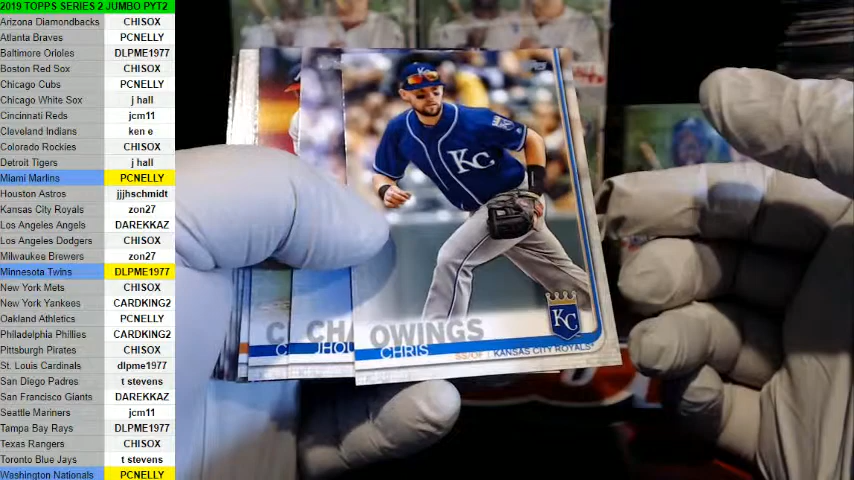 2019 TOPPS SERIES 2 JUMBO PYT2
Arizona Diamondbacks CHISOX
Atlanta Braves PCNELLY
Baltimore Orioles DLPME1977
Boston Red Sox CHISOX
Chicago Cubs PCNELLY
Chicago White Sox j hall
Cincinnati Reds jcm11
Cleveland Indians ken e
Colorado Rockies CHISOX
Detroit Tigers j hall
Miami Marlins PCNELLY
Houston Astros jjjhschmidt
Kansas City Royals zon27
Los Angeles Angels DAREKKAZ
Los Angeles Dodgers CHISOX
Milwaukee Brewers zon27
Minnesota Twins DLPME1977
New York Mets CHISOX
New York Yankees CARDKING2
Oakland Athletics PCNELLY
Philadelphia Phillies CARDKING2
Pittsburgh Pirates CHISOX
St. Louis Cardinals dlpme1977
San Diego Padres t stevens
San Francisco Giants DAREKKAZ
Seattle Mariners jcm11
Tampa Bay Rays DLPME1977
Texas Rangers CHISOX
Toronto Blue Jays t stevens
Washington Nationals PCNELLY
KC
C
CHA
JHOU
OWINGS
CHRIS
SS/OF KANSAS CITY ROYALS
KC